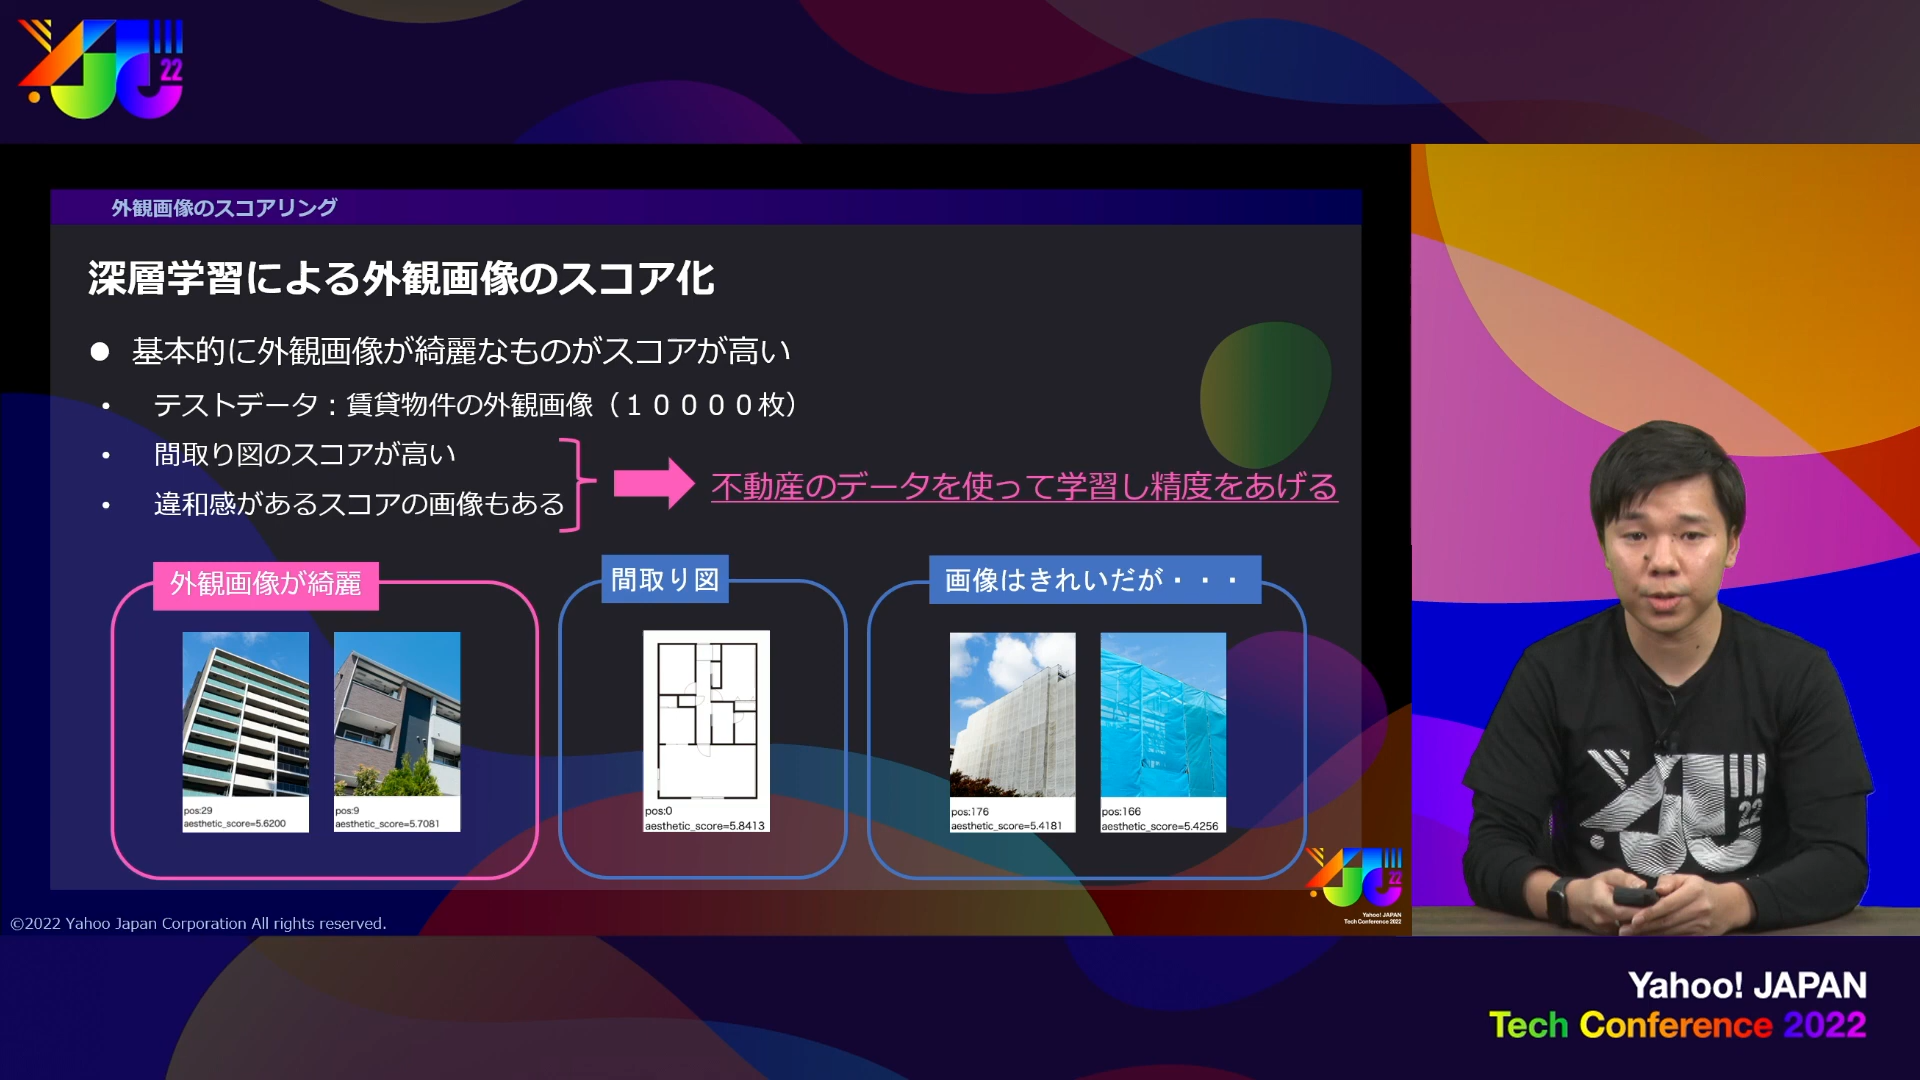 22
外観画像のスコアリング
深層学習による外観画像のスコア化
● 基本的に外観画像が綺麗なものがスコアが高い
・ テストデータ：賃貸物件の外観画像（１００００枚）
・ 間取り図のスコアが高い
・ 違和感があるスコアの画像もある
不動産のデータを使って学習し精度をあげる
外観画像が綺麗
間取り図
画像はきれいだが・・・
pos:29
aesthetic_score=5.6200
pos:9
aesthetic_score=5.7081
pos:0
aesthetic_score=5.8413
pos:176
aesthetic_score=5.4181
pos:166
aesthetic_score=5.4256
22
Yahoo! JAPAN
Tech Conference 2022
©2022 Yahoo Japan Corporation All rights reserved.
22
Yahoo! JAPAN
Tech Conference 2022